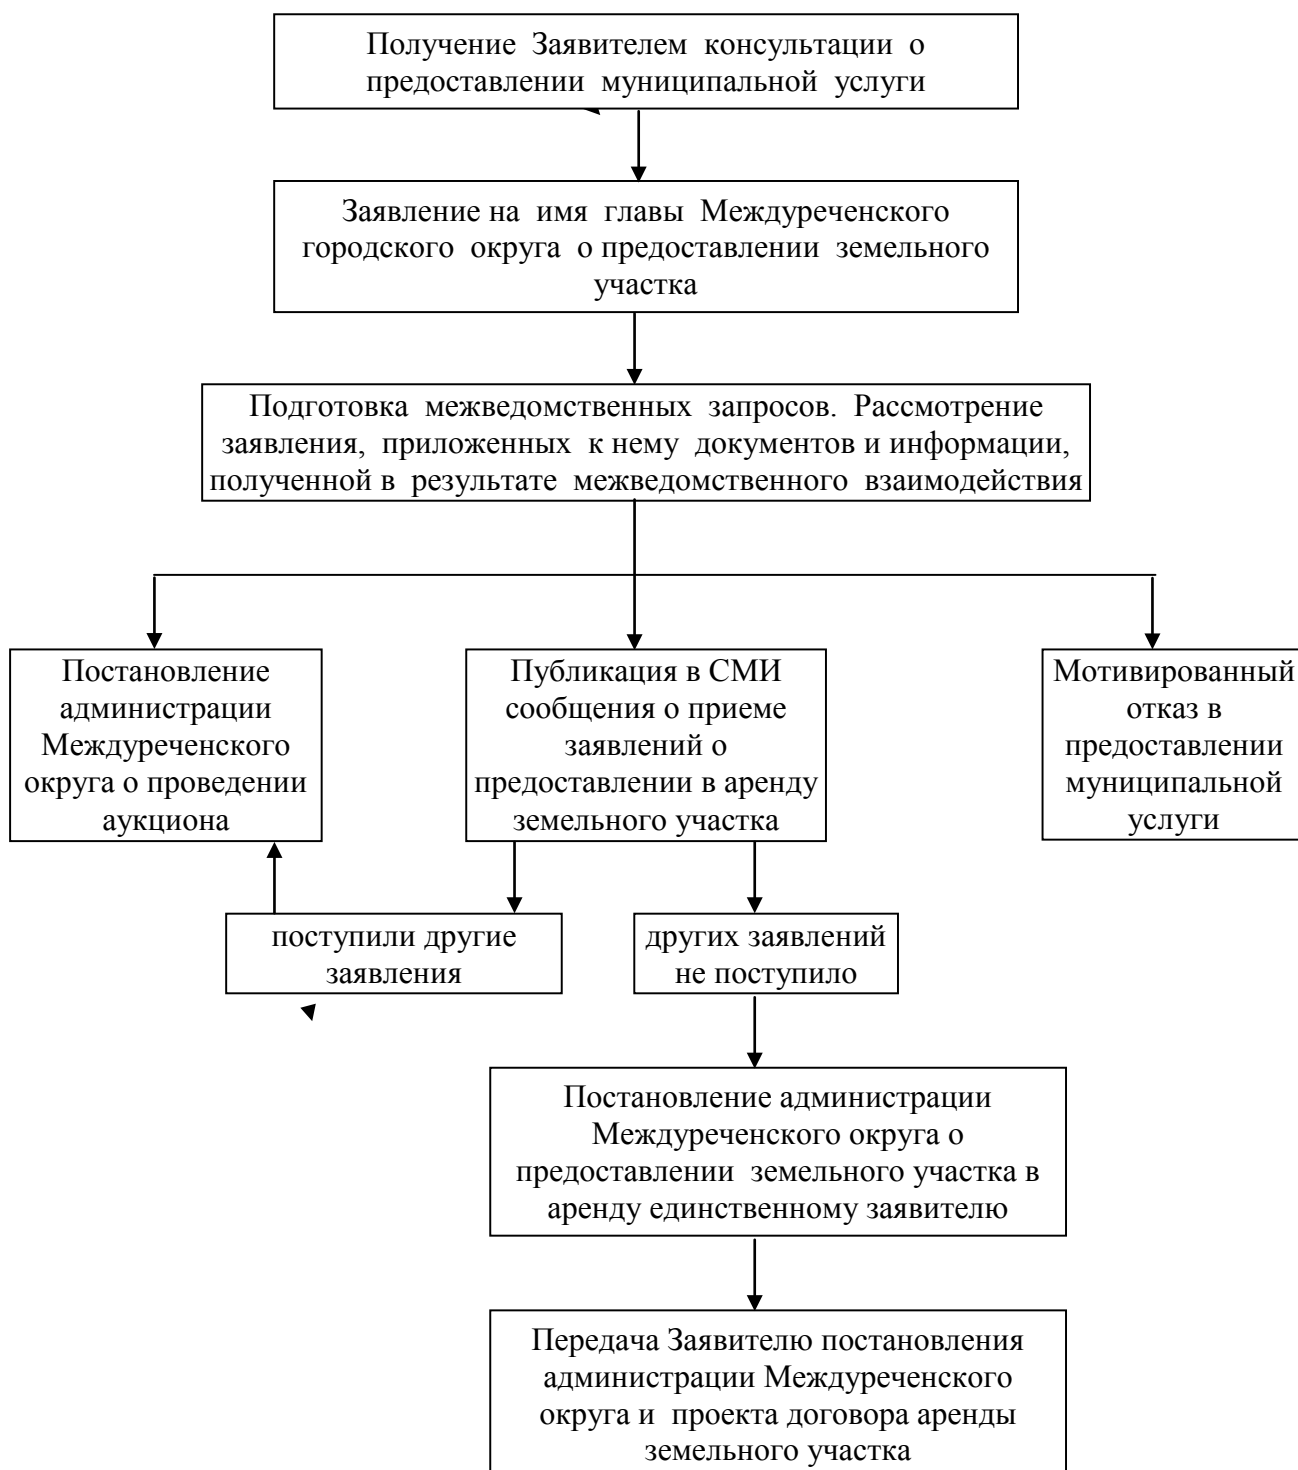 Получение Заявителем консультации о
предоставлении муниципальной услуги
Заявление на имя главы Междуреченского
городского округа о предоставлении земельного
участка
Подготовка межведомственных запросов. Рассмотрение
заявления, приложенных к нему документов и информации,
полученной в результате межведомственного взаимодействия
Постановление
администрации
Междуреченского
округа о проведении
аукциона
Публикация в СМИ
сообщения о приеме
заявлений о
предоставлении в аренду
земельного участка
Мотивированный
отказ в
предоставлении
муниципальной
услуги
поступили другие
заявления
других заявлений
не поступило
Постановление администрации
Междуреченского округа о
предоставлении земельного участка в
аренду единственному заявителю
Передача Заявителю постановления
администрации Междуреченского
округа и проекта договора аренды
земельного участка